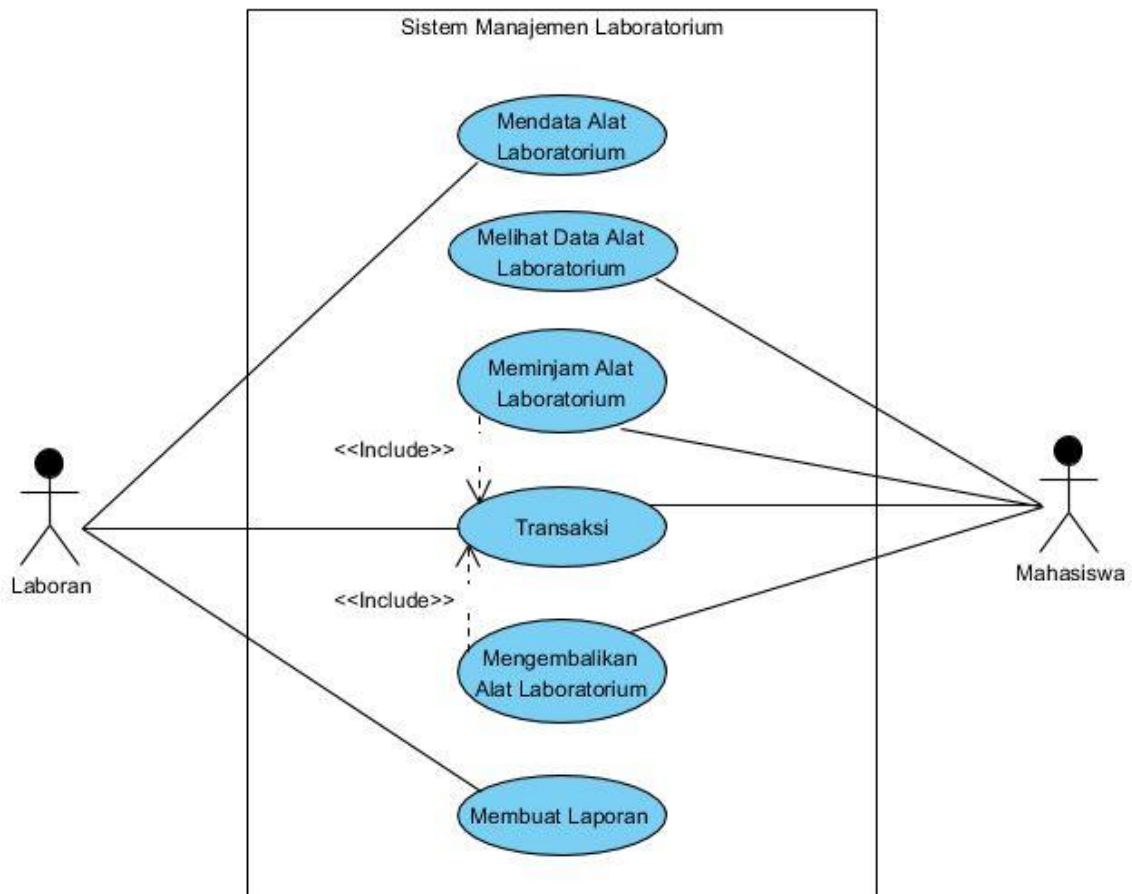 Sistem Manajemen Laboratorium
Mendata Alat
Laboratorium
Melihat Data Alat
Laboratorium
Meminjam Alat
Laboratorium
<<Include>>
Transaksi
Laboran
Mahasiswa
<<Include>>
Mengembalikan
Alat Laboratorium
Membuat Laporan